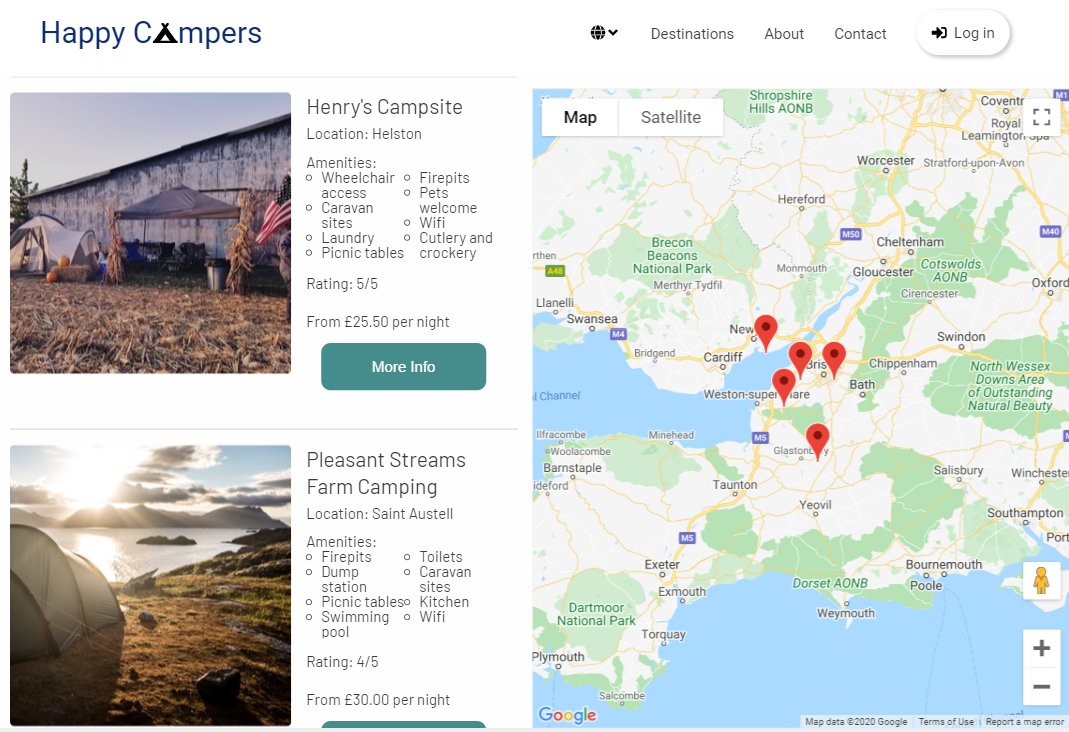 Happy Campers
Destinations
About
Contact
Log in
Henry's Campsite
Location: Helston
Amenities:
Wheelchair access
Caravan sites
Laundry
Picnic tables
Firepits
Pets welcome
Wifi
Cutlery and crockery
Rating: 5/5
From £25.50 per night
More Info
Pleasant Streams
Farm Camping
Location: Saint Austell
Amenities:
Firepits
Dump station
Picnic tables
Swimming pool
Toilets
Caravan sites
Kitchen
Wifi
Rating: 4/5
From £30.00 per night
Map
Satellite
Shropshire
Hills AONB
Coventr
M1
Royal
Leamington Spa
Worcester
Stratford-upon-Avon
Hereford
M50
M40
Cheltenham
Brecon
Beacons
National Park
rthen
A48
Monmouth
Gloucester
Cotswolds
AONB
Merthyr Tydfil
Cirencester
Oxford
Llanelli
Swansea
M4
New
Swindon
Bridgend
Cardiff
Bris
Chippenham
Bath
North Wessex
Downs Area
of Outstanding
Natural Beauty
l Channel
Weston-super-Mare
Ilfracombe
Woolacombe
Minehead
M5
Glastonbury
Barnstaple
ideford
Salisbury
Winchester
Taunton
Yeovil
Southampton
M5
Port
Exeter
Exmouth
Bournemouth
Poole
Dorset AONB
Weymouth
Dartmoor
National Park
Torquay
Plymouth
Salcombe
Google
Map data ©2020 Google
Terms of Use
Report a map error